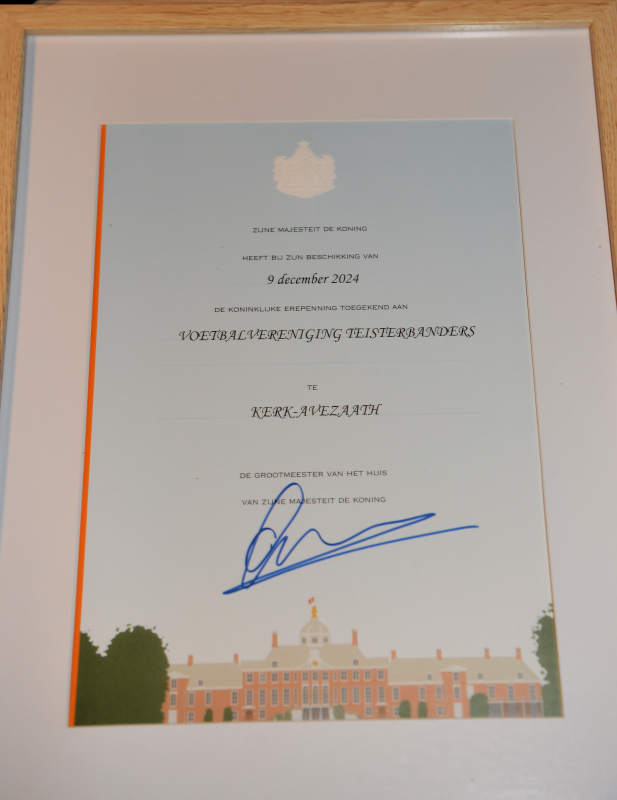 ZIJNE MAJESTEIT DE KONING
HEEFT BIJ ZIJN BESCHIKKING VAN
9 december 2024
DE KONINKLIJKE EREPENNING TOEGEKEND AAN
VOETBALVERENIGING TEISTERBANDERS
TE
KERK-AVEZAATH
DE GROOTMEESTER VAN HET HUIS
VAN ZIJNE MAJESTEIT DE KONING